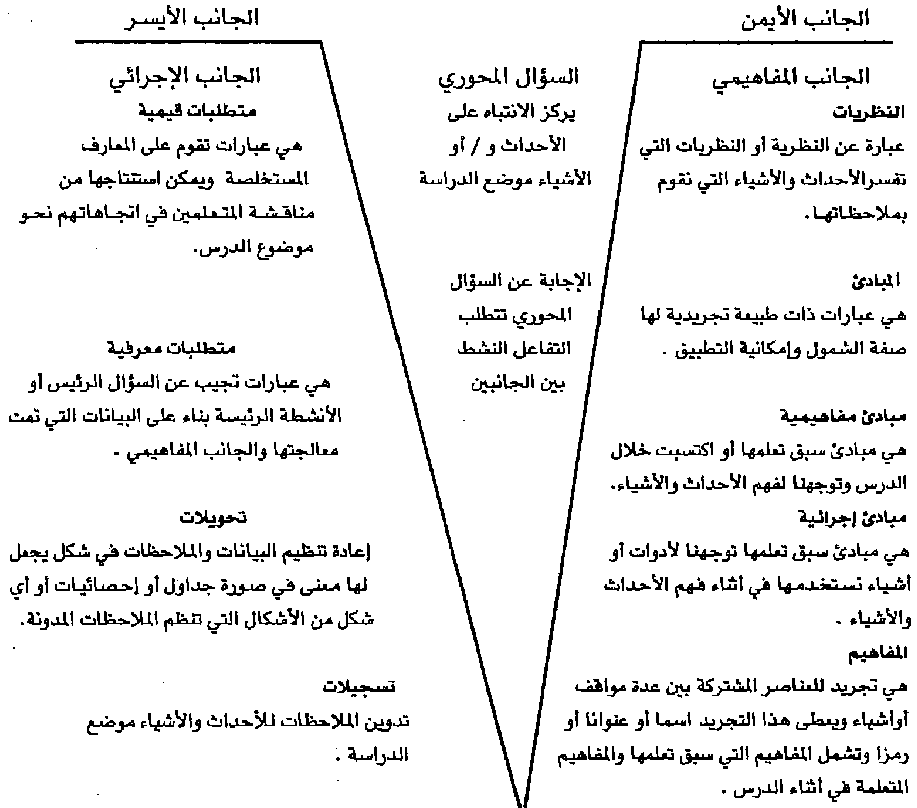 الجانب الأيمن
الجانب المفاهيمي
النظريات
عبارة عن النظرية أو النظريات التي
تفسرالأحداث والأشياء التي نقوم
بملاحظاتها.
المبادئ
هي عبارات ذات طبيعة تجريدية لها
صفة الشمول وإمكانية التطبيق .
مبادئ مفاهيمية
هي مبادئ سبق تعلمها أو اكتسبت خلال
الدرس وتوجهنا لفهم الأحداث والأشياء.
مبادئ إجرائية
هي مبادئ سبق تعلمها توجهنا لأدوات أو
أشياء نستخدمها في أثناء فهم الأحداث
والأشياء .
المفاهيم
هي تجريد للعناصر المشتركة بين عدة مواقف
أوأشياء ويعطى هذا التجريد اسما أو عنوانا أو
رمزا وتشمل المفاهيم التي سبق تعلمها والمفاهيم
المتعلمة في أثناء الدرس .
السؤال المحوري
يركز الانتباه على
الأحداث و / أو
الأشياء موضع الدراسة
الإجابة عن السؤال
المحوري تتطلب
التفاعل النشط
بين الجانبين
الجانب الأيسر
الجانب الإجرائي
متطلبات قيمية
هي عبارات تقوم على المعارف
المستخلصة ويمكن استنتاجها من
مناقشة المتعلمين في اتجاهاتهم نحو
موضوع الدرس.
متطلبات معرفية
هي عبارات تجيب عن السؤال الرئيس أو
الأنشطة الرئيسة بناء على البيانات التي تمت
معالجتها والجانب المفاهيمي .
تحويلات
إعادة تنظيم البيانات والملاحظات في شكل يجعل
لها معنى في صورة جداول أو إحصائيات أو أي
شكل من الأشكال التي تنظم الملاحظات المدونة.
تسجيلات
تدوين الملاحظات للأحداث والأشياء موضع
الدراسة .